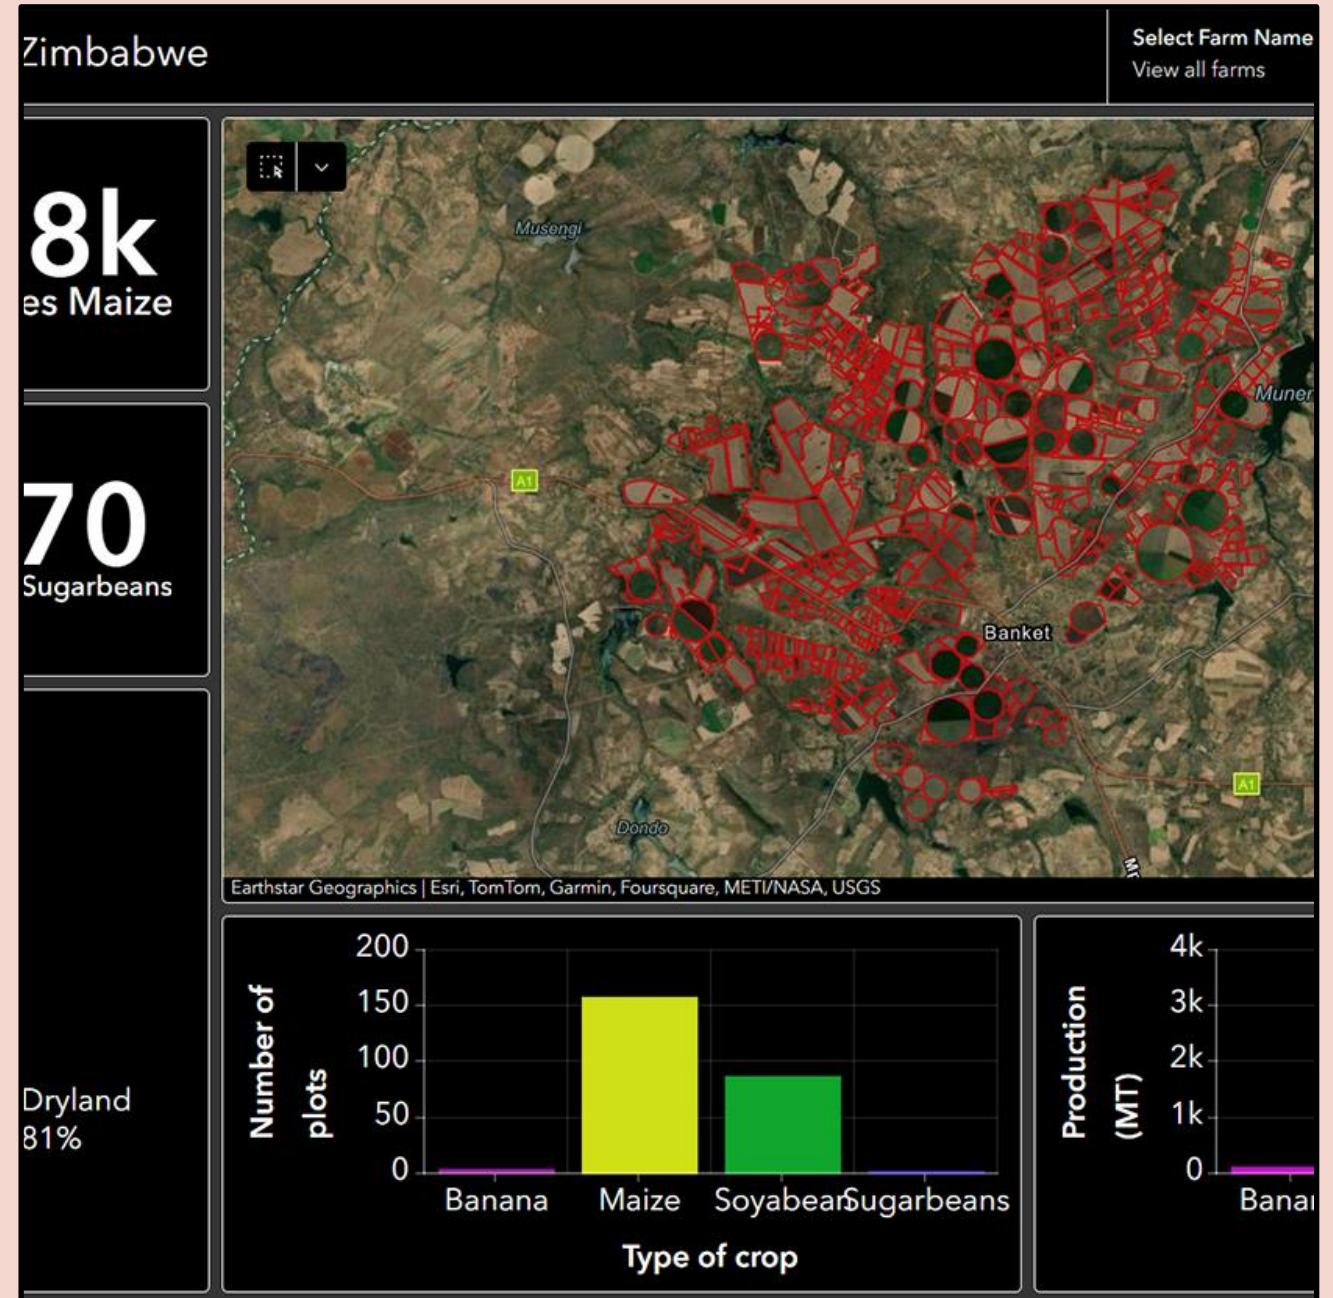 Zimbabwe
Select Farm Name
View all farms
8k
es Maize
70
Sugarbeans
Dryland
81%
Musengi
Muner
A1
Banket
A1
Dondo
Mr
Earthstar Geographics | Esri, TomTom, Garmin, Foursquare, METI/NASA, USGS
Number of
plots
200
150
100
50
0
Banana
Maize
Soyabean
Sugarbeans
Type of crop
Production
(MT)
4k
3k
2k
1k
0
Banan